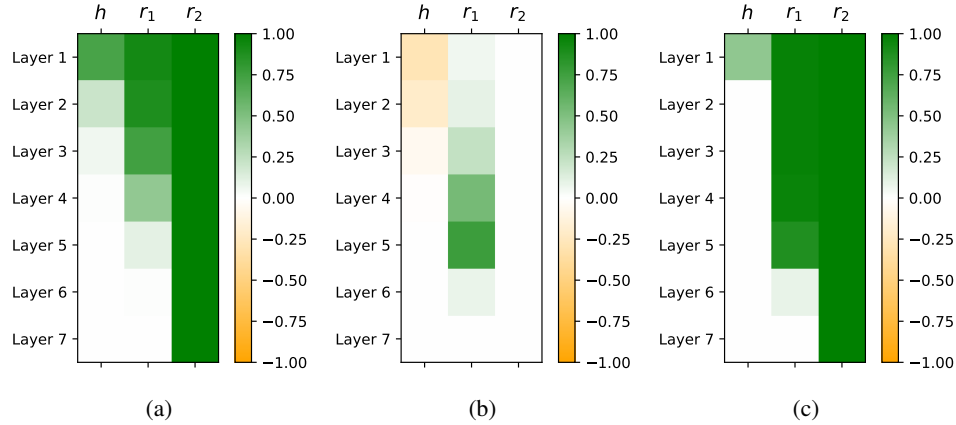 h r₁ r₂
Layer 1
Layer 2
Layer 3
Layer 4
Layer 5
Layer 6
Layer 7
1.00
0.75
0.50
0.25
0.00
−0.25
−0.50
−0.75
−1.00
(a)
h r₁ r₂
Layer 1
Layer 2
Layer 3
Layer 4
Layer 5
Layer 6
Layer 7
1.00
0.75
0.50
0.25
0.00
−0.25
−0.50
−0.75
−1.00
(b)
h r₁ r₂
Layer 1
Layer 2
Layer 3
Layer 4
Layer 5
Layer 6
Layer 7
1.00
0.75
0.50
0.25
0.00
−0.25
−0.50
−0.75
−1.00
(c)